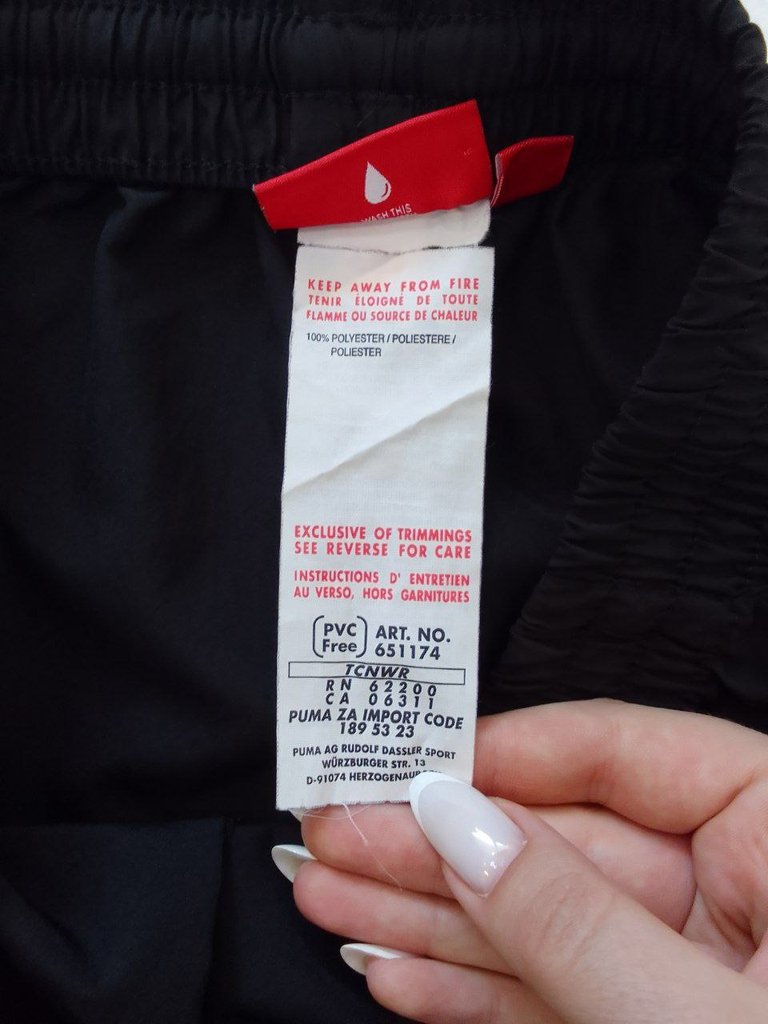 WASH THIS
KEEP AWAY FROM FIRE
TENIR ÉLOIGNÉ DE TOUTE
FLAMME OU SOURCE DE CHALEUR
100% POLYESTER / POLIESTERE /
POLIESTER
EXCLUSIVE OF TRIMMINGS
SEE REVERSE FOR CARE
INSTRUCTIONS D' ENTRETIEN
AU VERSO, HORS GARNITURES
PVC
Free
ART. NO.
651174
TCNWR
RN 62200
CA 06311
PUMA ZA IMPORT CODE
189 53 23
PUMA AG RUDOLF DASSLER SPORT
WÜRZBURGER STR. 13
D-91074